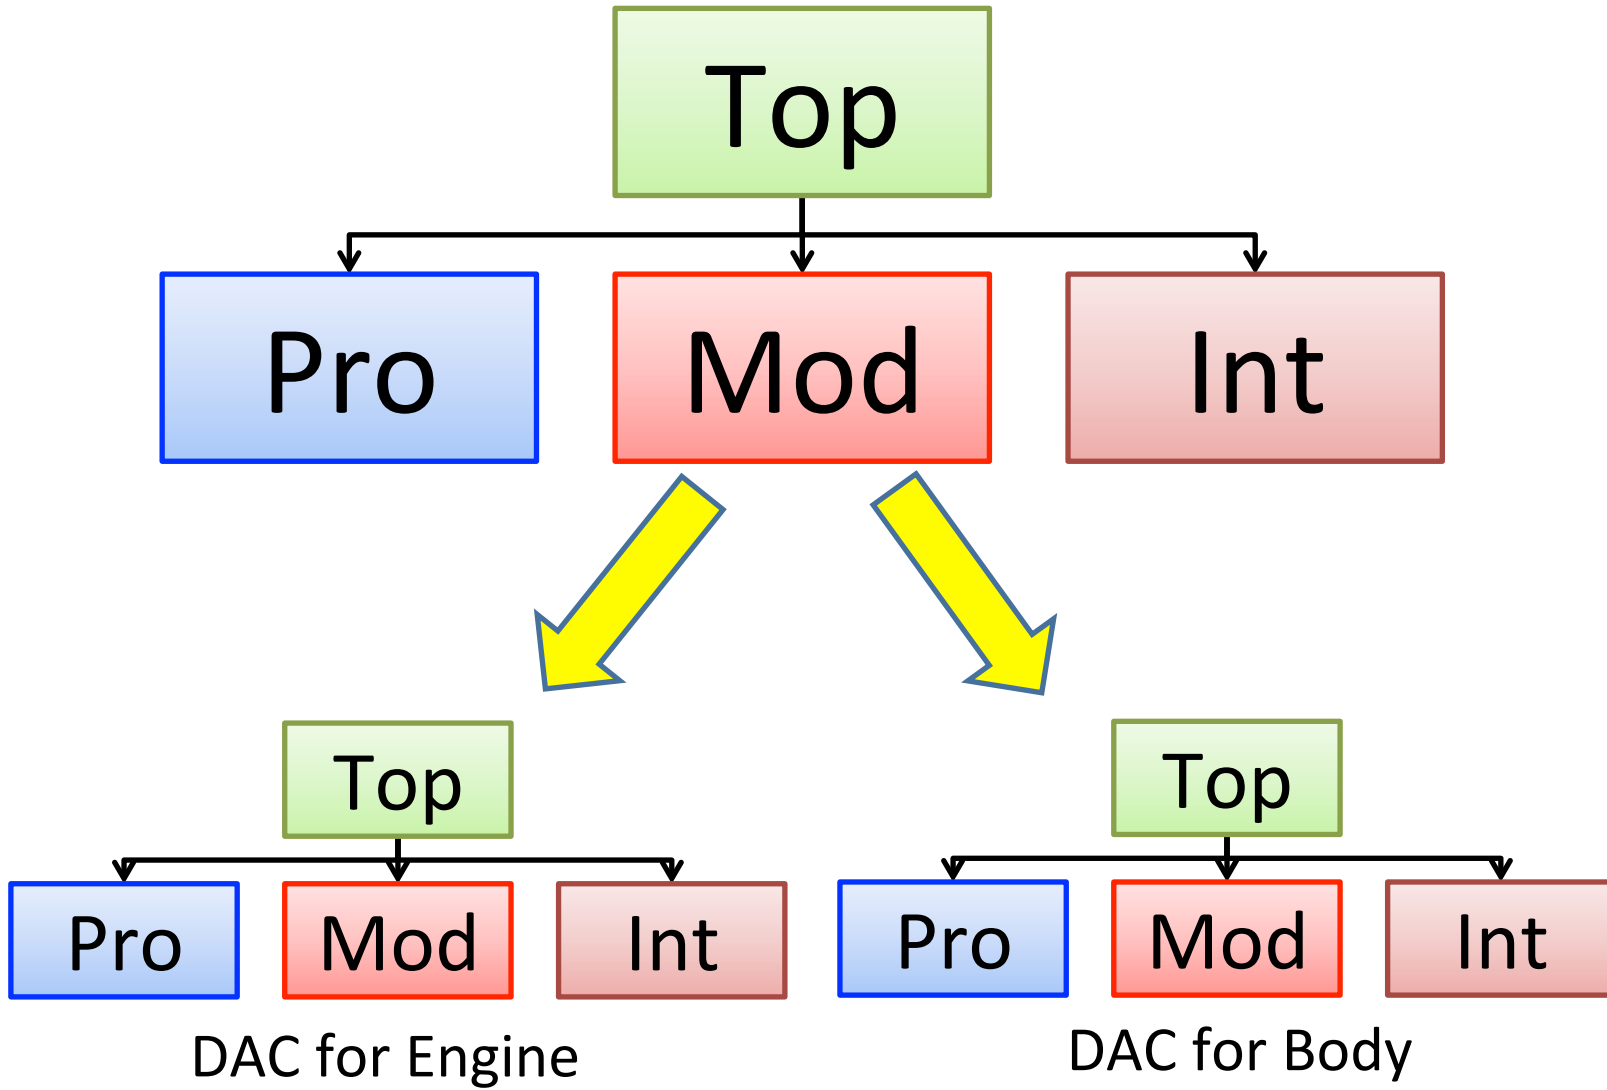 Top
Pro
Mod
Int
Top
Pro
Mod
Int
DAC for Engine
Top
Pro
Mod
Int
DAC for Body